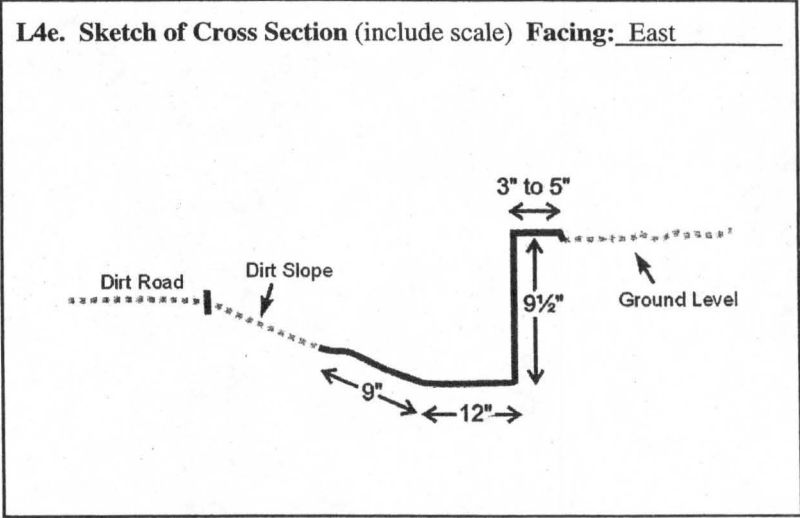 L4e. Sketch of Cross Section (include scale) Facing: East
3" to 5"
Dirt Road
Dirt Slope
9½"
Ground Level
9"
12"